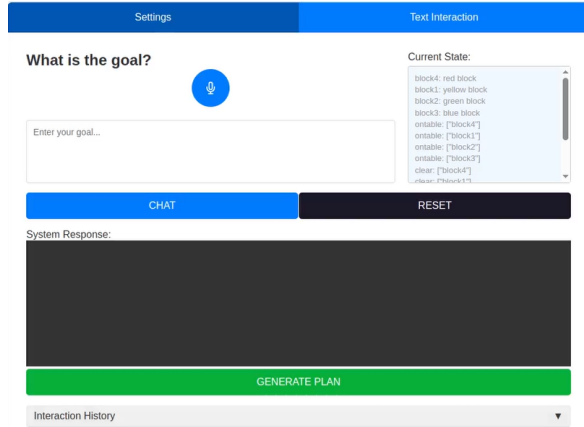 Settings
Text Interaction
What is the goal?
Enter your goal...
Current State:
block4: red block
block1: yellow block
block2: green block
block3: blue block
ontable: ["block4"]
ontable: ["block1"]
ontable: ["block2"]
ontable: ["block3"]
clear: ["block4"]
clear: ["block1"]
CHAT
RESET
System Response:
GENERATE PLAN
Interaction History